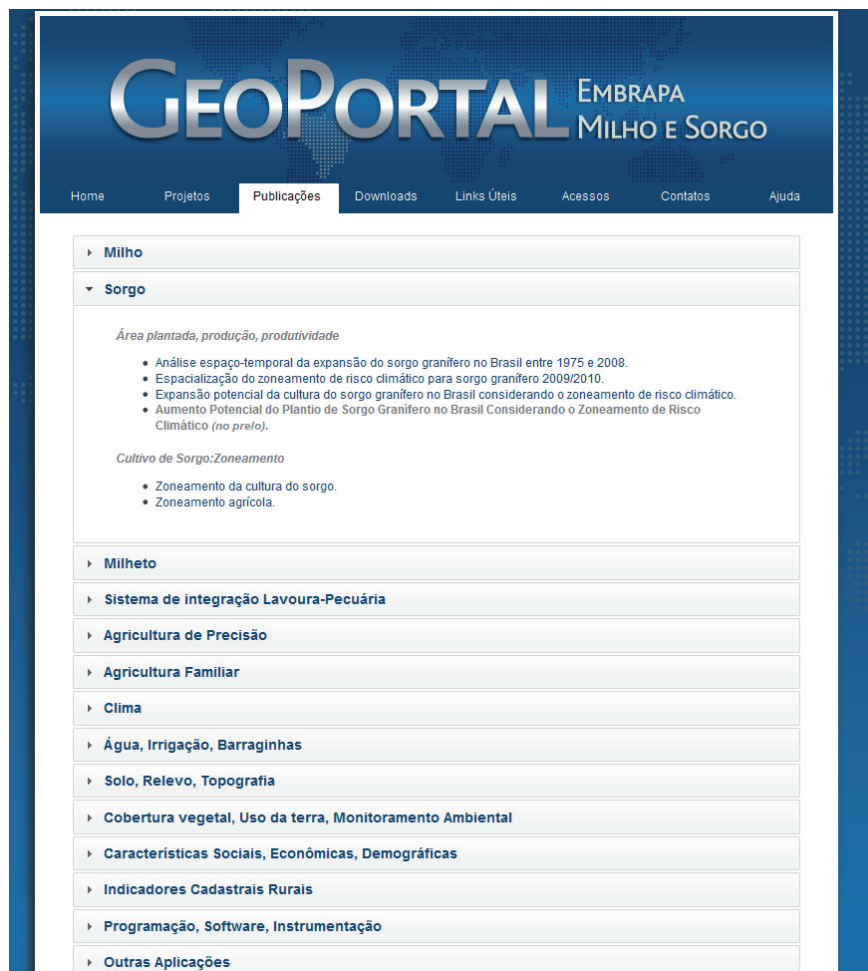 GEOPORTAL EMBRAPA
MILHO E SORGO
Home Projetos Publicações Downloads Links Úteis Acessos Contatos Ajuda
Milho
Sorgo
Área plantada, produção, produtividade
• Análise espaço-temporal da expansão do sorgo granífero no Brasil entre 1975 e 2008.
• Espacialização do zoneamento de risco climático para sorgo granífero 2009/2010.
• Expansão potencial da cultura do sorgo granífero no Brasil considerando o zoneamento de risco climático.
• Aumento Potencial do Plantio de Sorgo Granífero no Brasil Considerando o Zoneamento de Risco
Climático (no prelo).
Cultivo de Sorgo:Zoneamento
• Zoneamento da cultura do sorgo.
• Zoneamento agrícola.
Milheto
Sistema de integração Lavoura-Pecuária
Agricultura de Precisão
Agricultura Familiar
Clima
Água, Irrigação, Barraginhas
Solo, Relevo, Topografia
Cobertura vegetal, Uso da terra, Monitoramento Ambiental
Características Sociais, Econômicas, Demográficas
Indicadores Cadastrais Rurais
Programação, Software, Instrumentação
Outras Aplicações